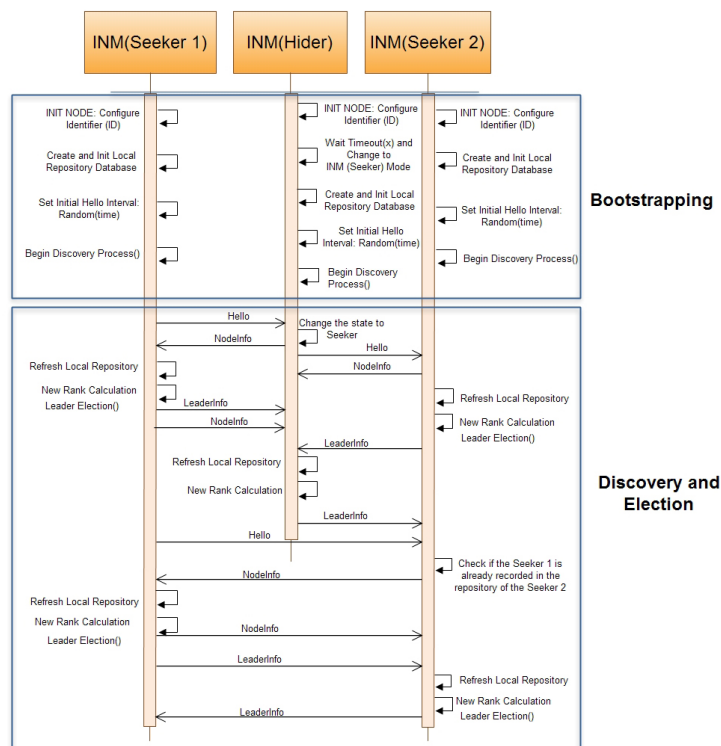 INM(Seeker 1)
INM(Hider)
INM(Seeker 2)
INIT NODE: Configure
Identifier (ID)
INIT NODE: Configure
Identifier (ID)
INIT NODE: Configure
Identifier (ID)
Wait Timeout(x) and
Change to
INM (Seeker) Mode
Create and Init Local
Repository Database
Create and Init Local
Repository Database
Create and Init Local
Repository Database
Set Initial Hello Interval:
Random(time)
Set Initial Hello Interval:
Random(time)
Set Initial Hello
Interval: Random(time)
Begin Discovery Process()
Begin Discovery Process()
Begin Discovery
Process()
Bootstrapping
Hello
Change the state to
Seeker
NodeInfo
Hello
NodeInfo
Refresh Local Repository
New Rank Calculation
Leader Election()
LeaderInfo
Refresh Local Repository
NodeInfo
New Rank Calculation
Leader Election()
LeaderInfo
Refresh Local Repository
New Rank Calculation
Discovery and
Election
LeaderInfo
Hello
Check if the Seeker 1 is
already recorded in the
repository of the Seeker 2
NodeInfo
Refresh Local Repository
New Rank Calculation
Leader Election()
NodeInfo
LeaderInfo
Refresh Local Repository
New Rank Calculation
Leader Election()
LeaderInfo